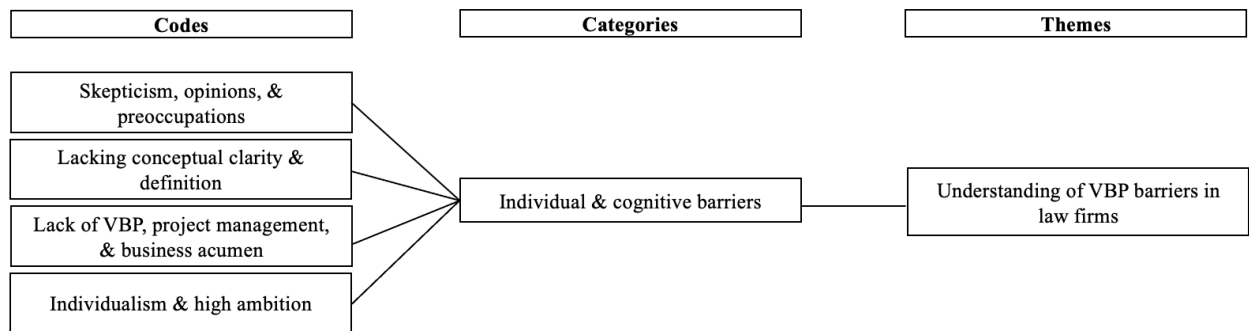 Codes
Categories
Themes
Skepticism, opinions, &
preoccupations
Lacking conceptual clarity &
definition
Lack of VBP, project management,
& business acumen
Individualism & high ambition
Individual & cognitive barriers
Understanding of VBP barriers in
law firms